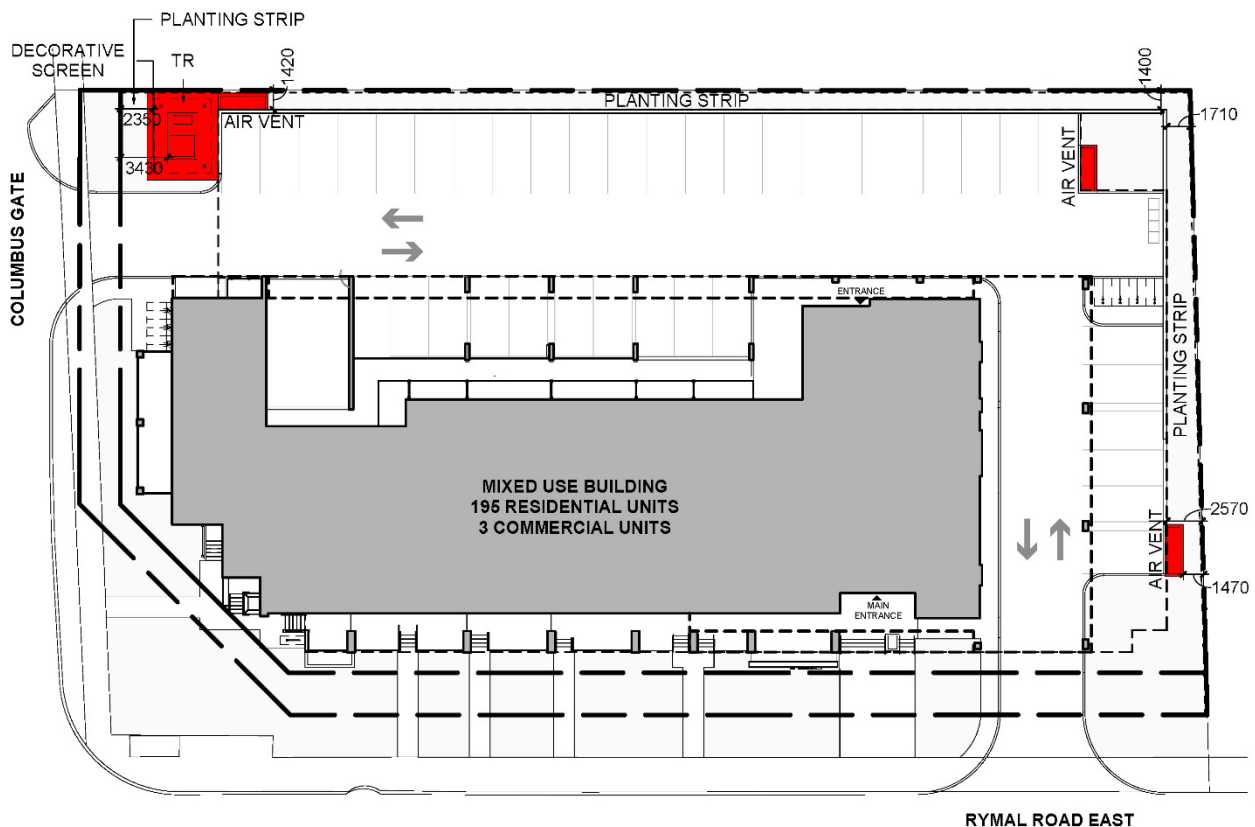 PLANTING STRIP
DECORATIVE
SCREEN
TR
1420
1400
PLANTING STRIP
2350
AIR VENT
1710
3430
AIR VENT
COLUMBUS GATE
ENTRANCE
PLANTING STRIP
MIXED USE BUILDING
195 RESIDENTIAL UNITS
3 COMMERCIAL UNITS
2570
AIR VENT
1470
MAIN
ENTRANCE
RYMAL ROAD EAST